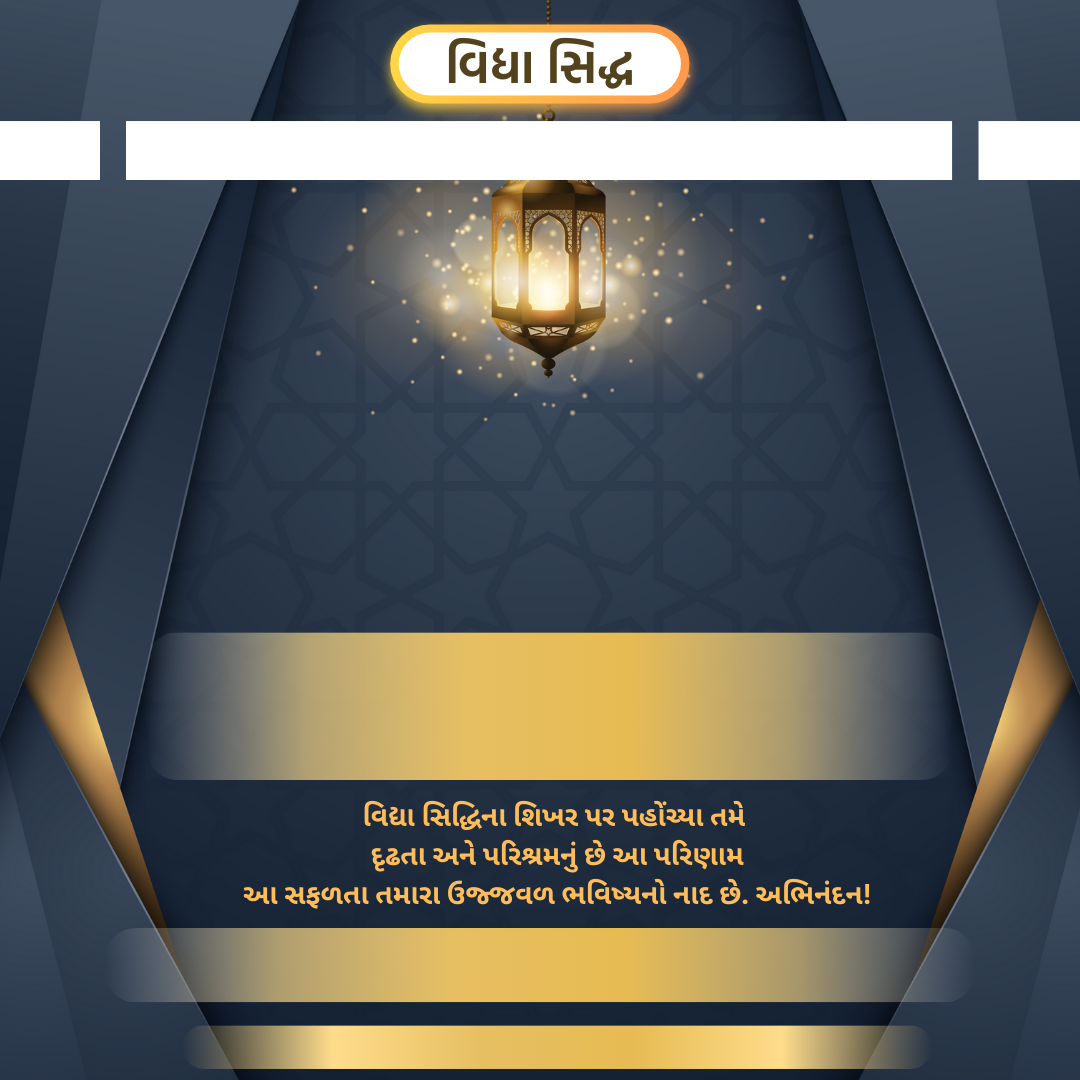 વિદ્યા સિદ્ધ
વિદ્યા સિદ્ધિના શિખર પર પહોંચ્યા તમે
દૃઢતા અને પરિશ્રમનું છે આ પરિણામ
આ સફળતા તમારા ઉજ્જવળ ભવિષ્યનો નાદ છે. અભિનંદન!